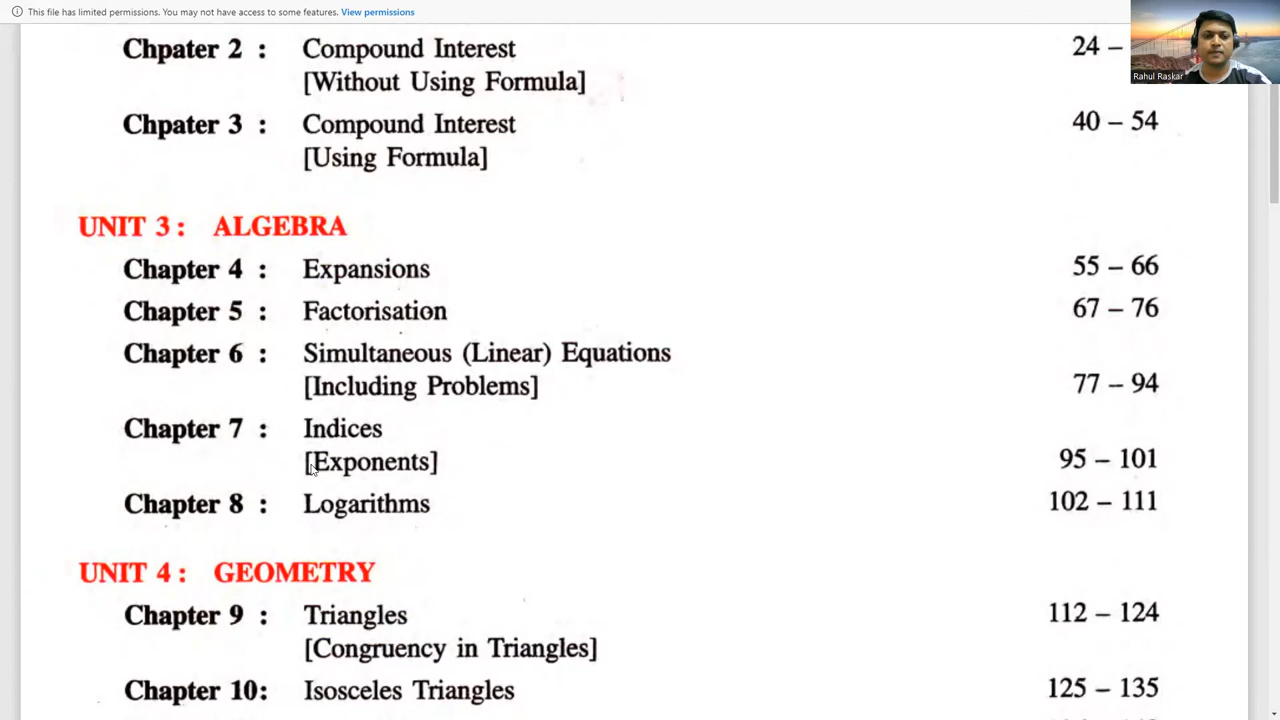 This file has limited permissions. You may not have access to some features. View permissions
Rahul Raskar
Chpater 2 : Compound Interest 24 –
[Without Using Formula]
Chpater 3 : Compound Interest 40 – 54
[Using Formula]
UNIT 3 : ALGEBRA
Chapter 4 : Expansions 55 – 66
Chapter 5 : Factorisation 67 – 76
Chapter 6 : Simultaneous (Linear) Equations
[Including Problems] 77 – 94
Chapter 7 : Indices
[Exponents] 95 – 101
Chapter 8 : Logarithms 102 – 111
UNIT 4 : GEOMETRY
Chapter 9 : Triangles 112 – 124
[Congruency in Triangles]
Chapter 10: Isosceles Triangles 125 – 135